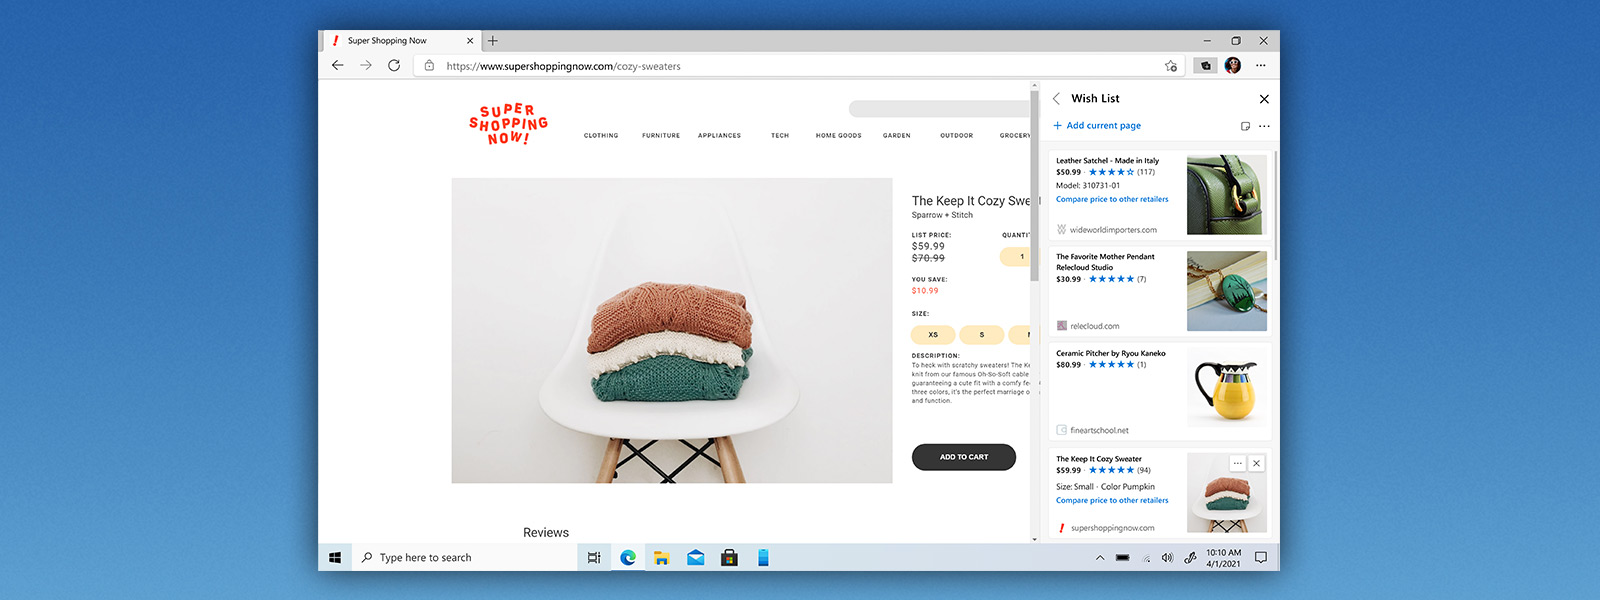 Super Shopping Now
https://www.supershoppingnow.com/cozy-sweaters
SUPER
SHOPPING
NOW!
CLOTHING FURNITURE APPLIANCES TECH HOME GOODS GARDEN OUTDOOR GROCERY
The Keep It Cozy Swe
Sparrow + Stitch
LIST PRICE: QUANTI
$59.99
$70.99
1
YOU SAVE:
$10.99
SIZE:
XS S
DESCRIPTION:
To heck with scratchy sweaters! The Ke
knit from our famous Oh-So-Soft cable
guaranteeing a cute fit with a comfy fe
three colors, it's the perfect marriage o
and function.
ADD TO CART
Reviews
Wish List
Add current page
Leather Satchel - Made in Italy
$50.99 · ★★★★☆ (117)
Model: 310731-01
Compare price to other retailers
wideworldimporters.com
The Favorite Mother Pendant
Relecloud Studio
$30.99 · ★★★★★ (7)
relecloud.com
Ceramic Pitcher by Ryou Kaneko
$80.99 · ★★★★★ (1)
fineartschool.net
The Keep It Cozy Sweater
$59.99 · ★★★★★ (94)
Size: Small · Color Pumpkin
Compare price to other retailers
supershoppingnow.com
Type here to search
10:10 AM
4/1/2021